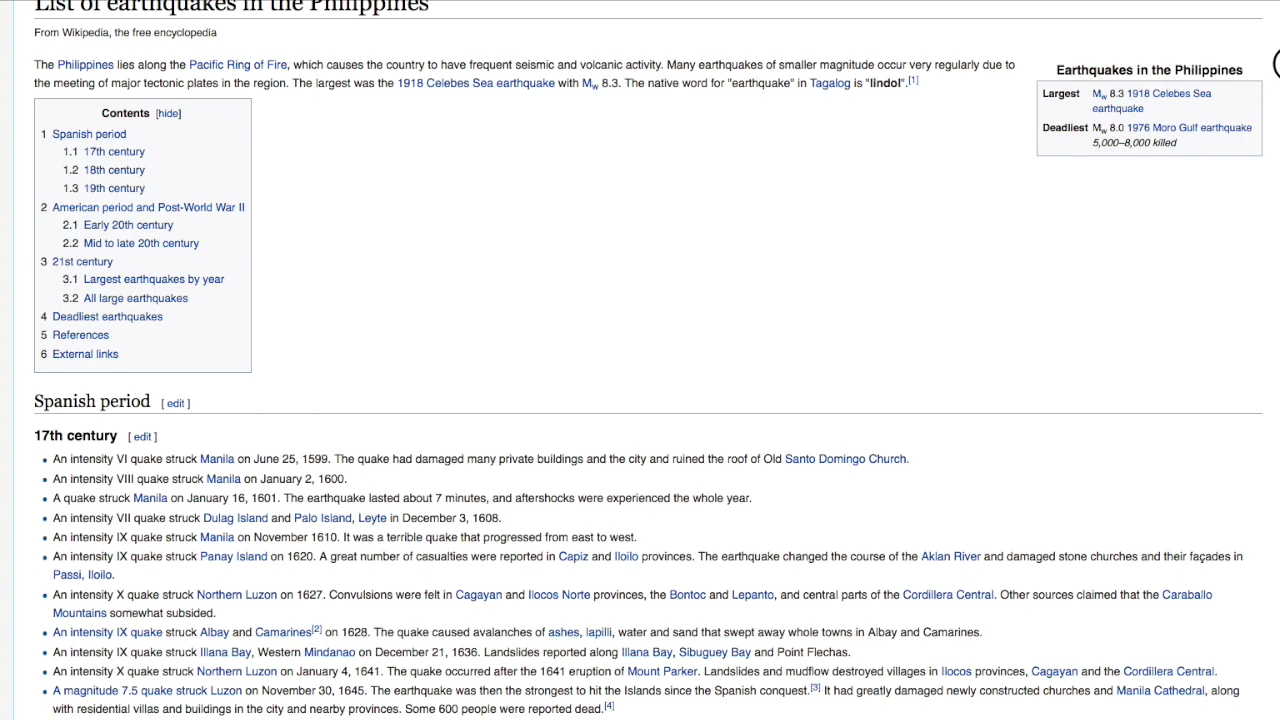 List of earthquakes in the Philippines
From Wikipedia, the free encyclopedia
The Philippines lies along the Pacific Ring of Fire, which causes the country to have frequent seismic and volcanic activity. Many earthquakes of smaller magnitude occur very regularly due to
the meeting of major tectonic plates in the region. The largest was the 1918 Celebes Sea earthquake with Mw 8.3. The native word for "earthquake" in Tagalog is "lindol".[1]
Earthquakes in the Philippines
Largest Mw 8.3 1918 Celebes Sea
earthquake
Deadliest Mw 8.0 1976 Moro Gulf earthquake
5,000–8,000 killed
Contents [hide]
1 Spanish period
1.1 17th century
1.2 18th century
1.3 19th century
2 American period and Post-World War II
2.1 Early 20th century
2.2 Mid to late 20th century
3 21st century
3.1 Largest earthquakes by year
3.2 All large earthquakes
4 Deadliest earthquakes
5 References
6 External links
Spanish period [ edit ]
17th century [ edit ]
• An intensity VI quake struck Manila on June 25, 1599. The quake had damaged many private buildings and the city and ruined the roof of Old Santo Domingo Church.
• An intensity VIII quake struck Manila on January 2, 1600.
• A quake struck Manila on January 16, 1601. The earthquake lasted about 7 minutes, and aftershocks were experienced the whole year.
• An intensity VII quake struck Dulag Island and Palo Island, Leyte in December 3, 1608.
• An intensity IX quake struck Manila on November 1610. It was a terrible quake that progressed from east to west.
• An intensity IX quake struck Panay Island on 1620. A great number of casualties were reported in Capiz and Iloilo provinces. The earthquake changed the course of the Aklan River and damaged stone churches and their façades in
Passi, Iloilo.
• An intensity X quake struck Northern Luzon on 1627. Convulsions were felt in Cagayan and Ilocos Norte provinces, the Bontoc and Lepanto, and central parts of the Cordillera Central. Other sources claimed that the Caraballo
Mountains somewhat subsided.
• An intensity IX quake struck Albay and Camarines[2] on 1628. The quake caused avalanches of ashes, lapilli, water and sand that swept away whole towns in Albay and Camarines.
• An intensity IX quake struck Illana Bay, Western Mindanao on December 21, 1636. Landslides reported along Illana Bay, Sibuguey Bay and Point Flechas.
• An intensity X quake struck Northern Luzon on January 4, 1641. The quake occurred after the 1641 eruption of Mount Parker. Landslides and mudflow destroyed villages in Ilocos provinces, Cagayan and the Cordillera Central.
• A magnitude 7.5 quake struck Luzon on November 30, 1645. The earthquake was then the strongest to hit the Islands since the Spanish conquest.[3] It had greatly damaged newly constructed churches and Manila Cathedral, along
with residential villas and buildings in the city and nearby provinces. Some 600 people were reported dead.[4]